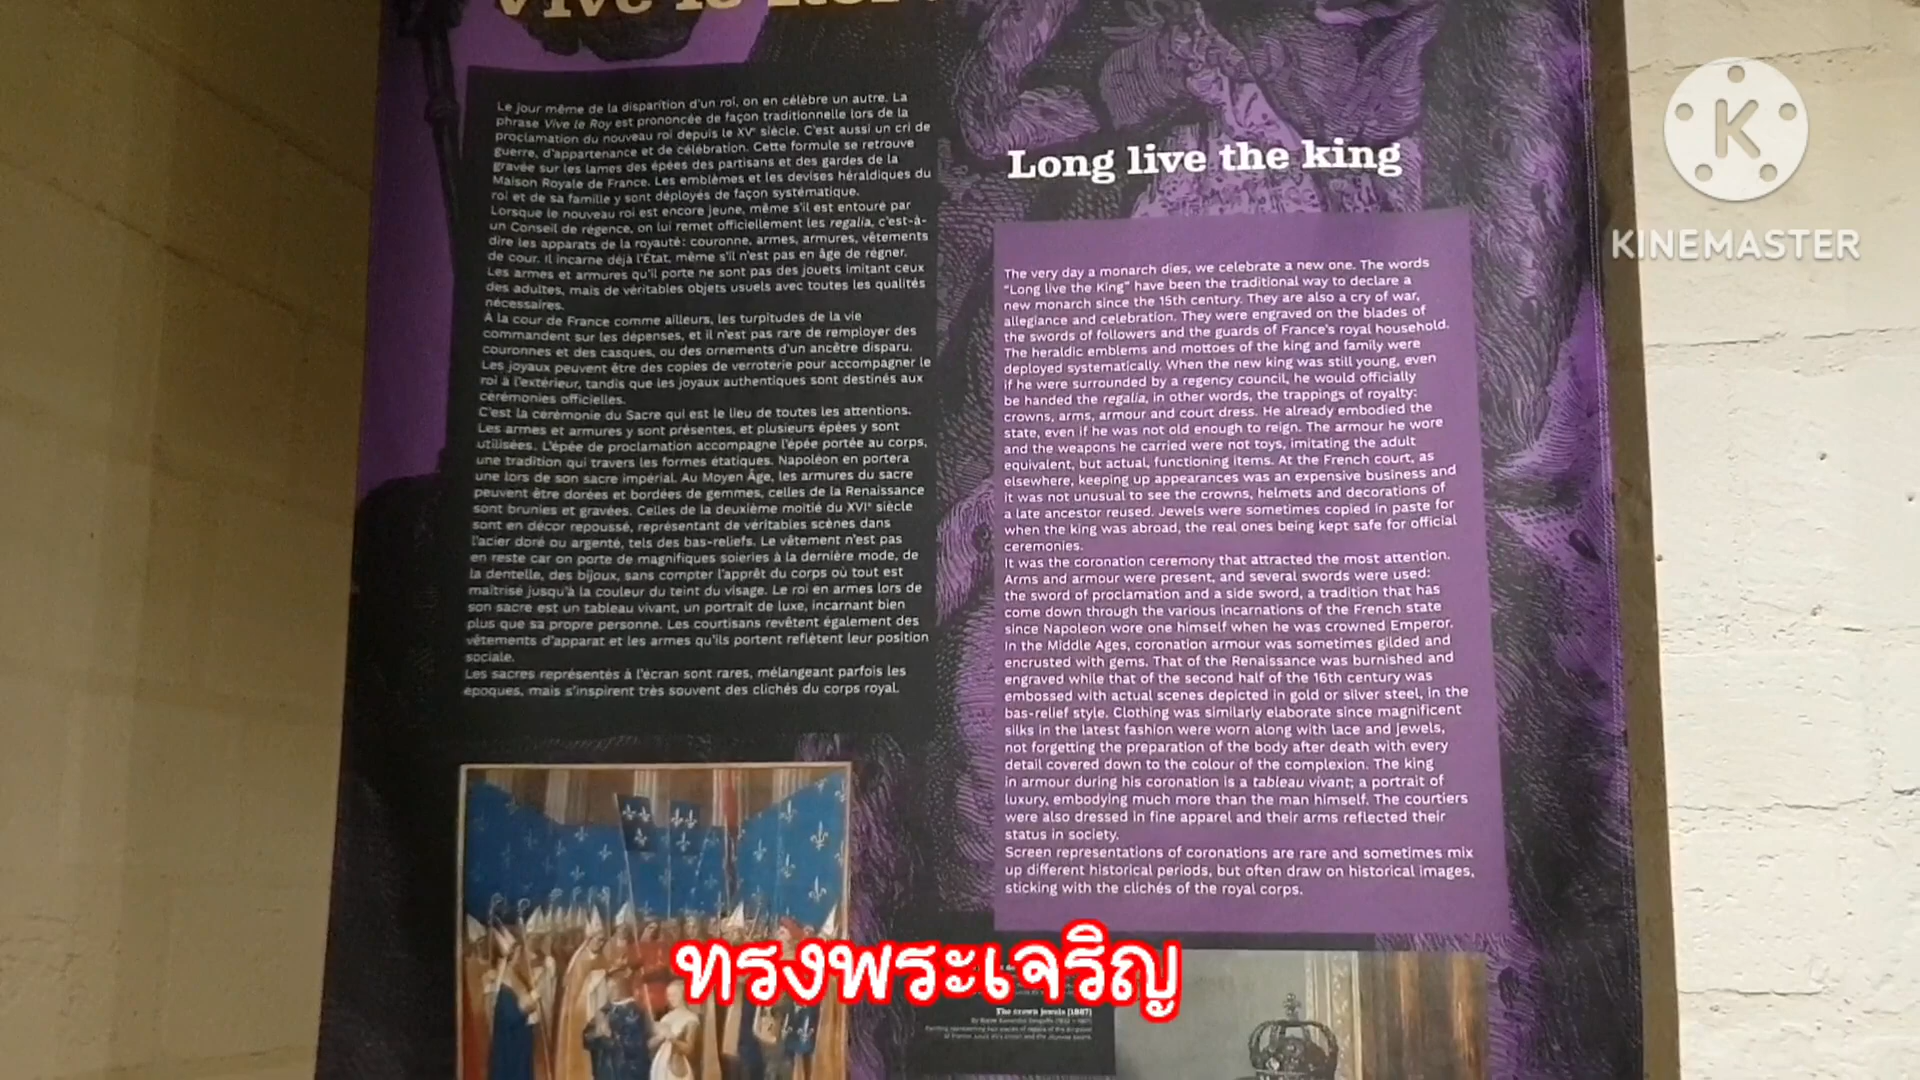 Vive le Roi
Le jour même de la disparition d'un roi, on en célèbre un autre. La
phrase Vive le Roy est prononcée de façon traditionnelle lors de la
proclamation du nouveau roi depuis le XVe siècle. C'est aussi un cri de
guerre, d'appartenance et de célébration. Cette formule se retrouve
gravée sur les lames des épées des partisans et des gardes de la
Maison Royale de France. Les emblèmes et les devises héraldiques du
roi et de sa famille y sont déployés de façon systématique.
Lorsque le nouveau roi est encore jeune, même s'il est entouré par
un Conseil de régence, on lui remet officiellement les regalia, c'est-à-
dire les apparats de la royauté: couronne, armes, armures, vêtements
de cour. Il incarne déjà l'État, même s'il n'est pas en âge de régner.
Les armes et armures qu'il porte ne sont pas des jouets imitant ceux
des adultes, mais de véritables objets usuels avec toutes les qualités
nécessaires.
À la cour de France comme ailleurs, les turpitudes de la vie
commandent sur les dépenses, et il n'est pas rare de remployer des
couronnes et des casques, ou des ornements d'un ancêtre disparu.
Les joyaux peuvent être des copies de verroterie pour accompagner le
roi à l'extérieur, tandis que les joyaux authentiques sont destinés aux
cérémonies officielles.
C'est la cérémonie du Sacre qui est le lieu de toutes les attentions.
Les armes et armures y sont présentes, et plusieurs épées y sont
utilisées. L'épée de proclamation accompagne l'épée portée au corps,
une tradition qui travers les formes étatiques. Napoléon en portera
une lors de son sacre impérial. Au Moyen Âge, les armures du sacre
peuvent être dorées et bordées de gemmes, celles de la Renaissance
sont brunies et gravées. Celles de la deuxième moitié du XVIe siècle
sont en décor repoussé, représentant de véritables scènes dans
l'acier doré ou argenté, tels des bas-reliefs. Le vêtement n'est pas
en reste car on porte de magnifiques soieries à la dernière mode, de
la dentelle, des bijoux, sans compter l'apprêt du corps où tout est
maîtrisé jusqu'à la couleur du teint du visage. Le roi en armes lors de
son sacre est un tableau vivant, un portrait de luxe, incarnant bien
plus que sa propre personne. Les courtisans revêtent également des
vêtements d'apparat et les armes qu'ils portent reflètent leur position
sociale.
Les sacres représentés à l'écran sont rares, mélangeant parfois les
époques, mais s'inspirent très souvent des clichés du corps royal.
Long live the king
The very day a monarch dies, we celebrate a new one. The words
"Long live the King" have been the traditional way to declare a
new monarch since the 15th century. They are also a cry of war,
allegiance and celebration. They were engraved on the blades of
the swords of followers and the guards of France's royal household.
The heraldic emblems and mottoes of the king and family were
deployed systematically. When the new king was still young, even
if he were surrounded by a regency council, he would officially
be handed the regalia, in other words, the trappings of royalty:
crowns, arms, armour and court dress. He already embodied the
state, even if he was not old enough to reign. The armour he wore
and the weapons he carried were not toys, imitating the adult
equivalent, but actual, functioning items. At the French court, as
elsewhere, keeping up appearances was an expensive business and
it was not unusual to see the crowns, helmets and decorations of
a late ancestor reused. Jewels were sometimes copied in paste for
when the king was abroad, the real ones being kept safe for official
ceremonies.
It was the coronation ceremony that attracted the most attention.
Arms and armour were present, and several swords were used:
the sword of proclamation and a side sword, a tradition that has
come down through the various incarnations of the French state
since Napoleon wore one himself when he was crowned Emperor.
In the Middle Ages, coronation armour was sometimes gilded and
encrusted with gems. That of the Renaissance was burnished and
engraved while that of the second half of the 16th century was
embossed with actual scenes depicted in gold or silver steel, in the
bas-relief style. Clothing was similarly elaborate since magnificent
silks in the latest fashion were worn along with lace and jewels,
not forgetting the preparation of the body after death with every
detail covered down to the colour of the complexion. The king
in armour during his coronation is a tableau vivant; a portrait of
luxury, embodying much more than the man himself. The courtiers
were also dressed in fine apparel and their arms reflected their
status in society.
Screen representations of coronations are rare and sometimes mix
up different historical periods, but often draw on historical images,
sticking with the clichés of the royal corps.
KINEMASTER
ทรงพระเจริญ
The crown jewels (1887)